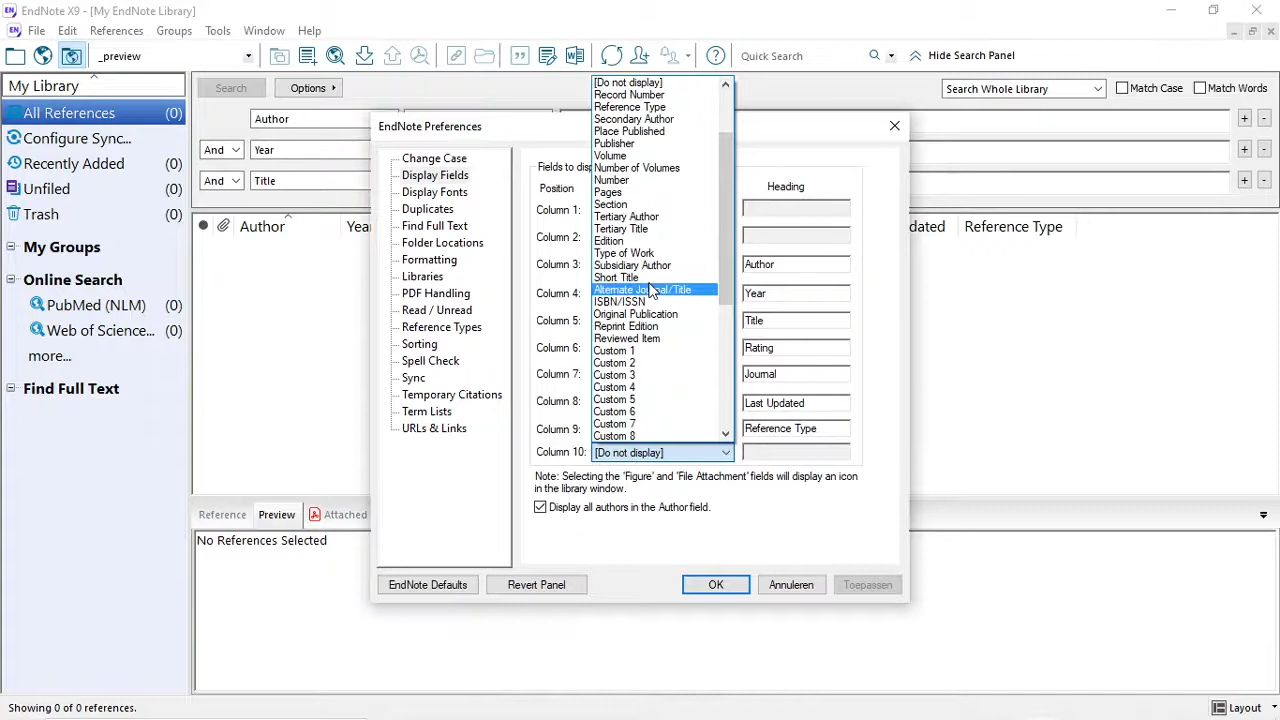 EndNote X9 - [My EndNote Library]
File Edit References Groups Tools Window Help
_preview
Quick Search
Hide Search Panel
My Library
All References (0)
Configure Sync...
Recently Added (0)
Unfiled (0)
Trash (0)
My Groups
Online Search
PubMed (NLM) (0)
Web of Science... (0)
more...
Find Full Text
Search
Options
Search Whole Library
Match Case
Match Words
Author
And
Year
And
Title
Author
Reference Type
EndNote Preferences
Change Case
Display Fields
Display Fonts
Duplicates
Find Full Text
Folder Locations
Formatting
Libraries
PDF Handling
Read / Unread
Reference Types
Sorting
Spell Check
Sync
Temporary Citations
Term Lists
URLs & Links
Position
Heading
Column 1:
Column 2:
Column 3:
Author
Column 4:
Year
Column 5:
Title
Column 6:
Rating
Column 7:
Journal
Column 8:
Last Updated
Column 9:
Reference Type
Column 10:
[Do not display]
[Do not display]
Record Number
Reference Type
Secondary Author
Place Published
Publisher
Volume
Number of Volumes
Number
Pages
Section
Tertiary Author
Tertiary Title
Edition
Type of Work
Subsidiary Author
Short Title
Alternate Journal/Title
ISBN/ISSN
Original Publication
Reprint Edition
Reviewed Item
Custom 1
Custom 2
Custom 3
Custom 4
Custom 5
Custom 6
Custom 7
Custom 8
Note: Selecting the 'Figure' and 'File Attachment' fields will display an icon
in the library window.
Display all authors in the Author field.
EndNote Defaults
Revert Panel
OK
Annuleren
Toepassen
Reference
Preview
Attached
No References Selected
Showing 0 of 0 references.
Layout